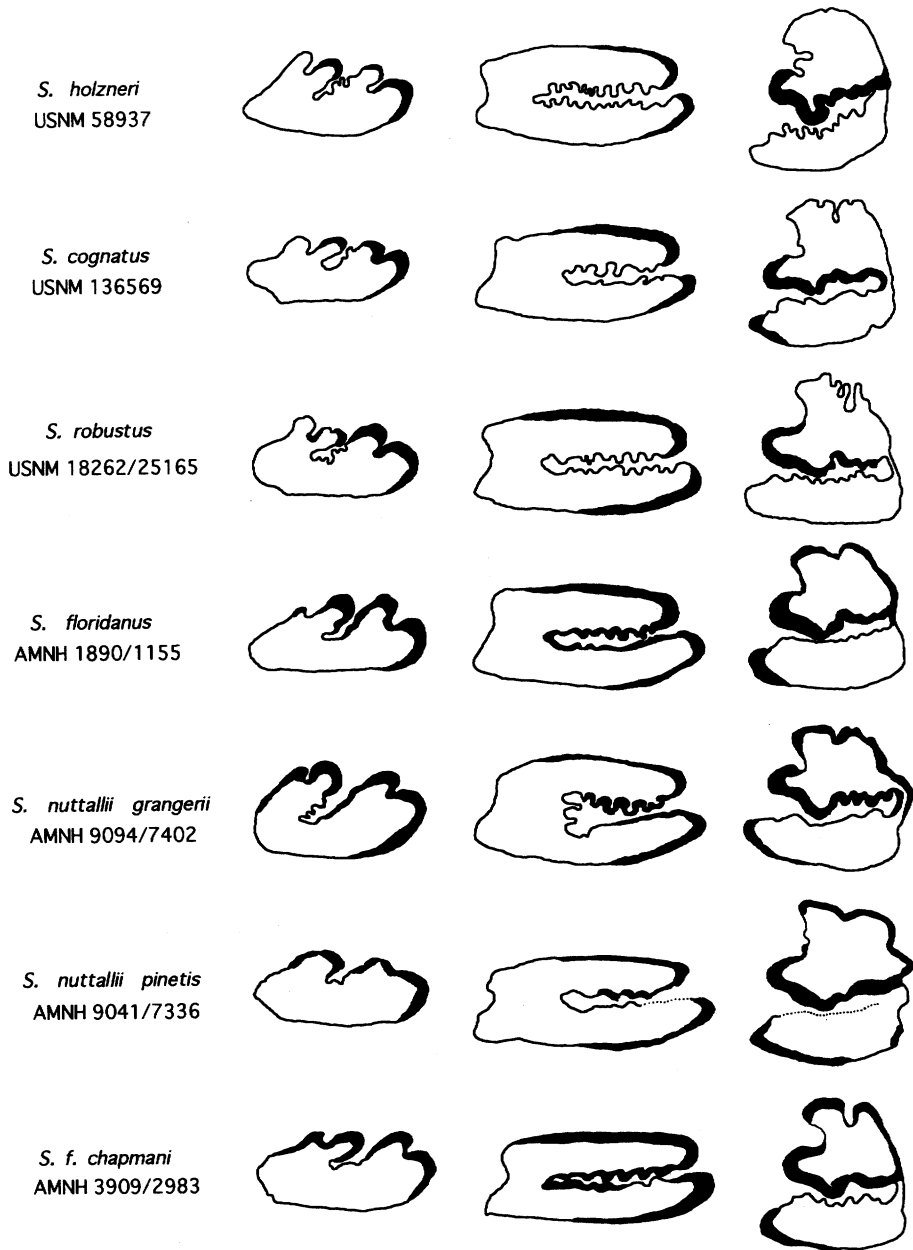 S. holzneri
USNM 58937
S. cognatus
USNM 136569
S. robustus
USNM 18262/25165
S. floridanus
AMNH 1890/1155
S. nuttallii grangerii
AMNH 9094/7402
S. nuttallii pinetis
AMNH 9041/7336
S. f. chapmani
AMNH 3909/2983